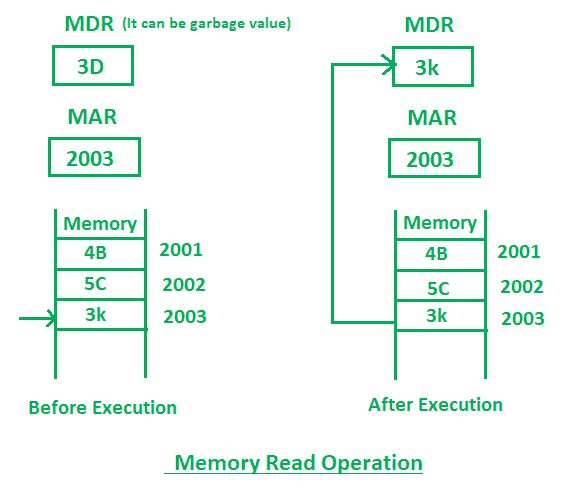 MDR (It can be garbage value)
3D
MAR
2003
Memory
4B 2001
5C 2002
3k 2003
Before Execution
MDR
3k
MAR
2003
Memory
4B 2001
5C 2002
3k 2003
After Execution
Memory Read Operation